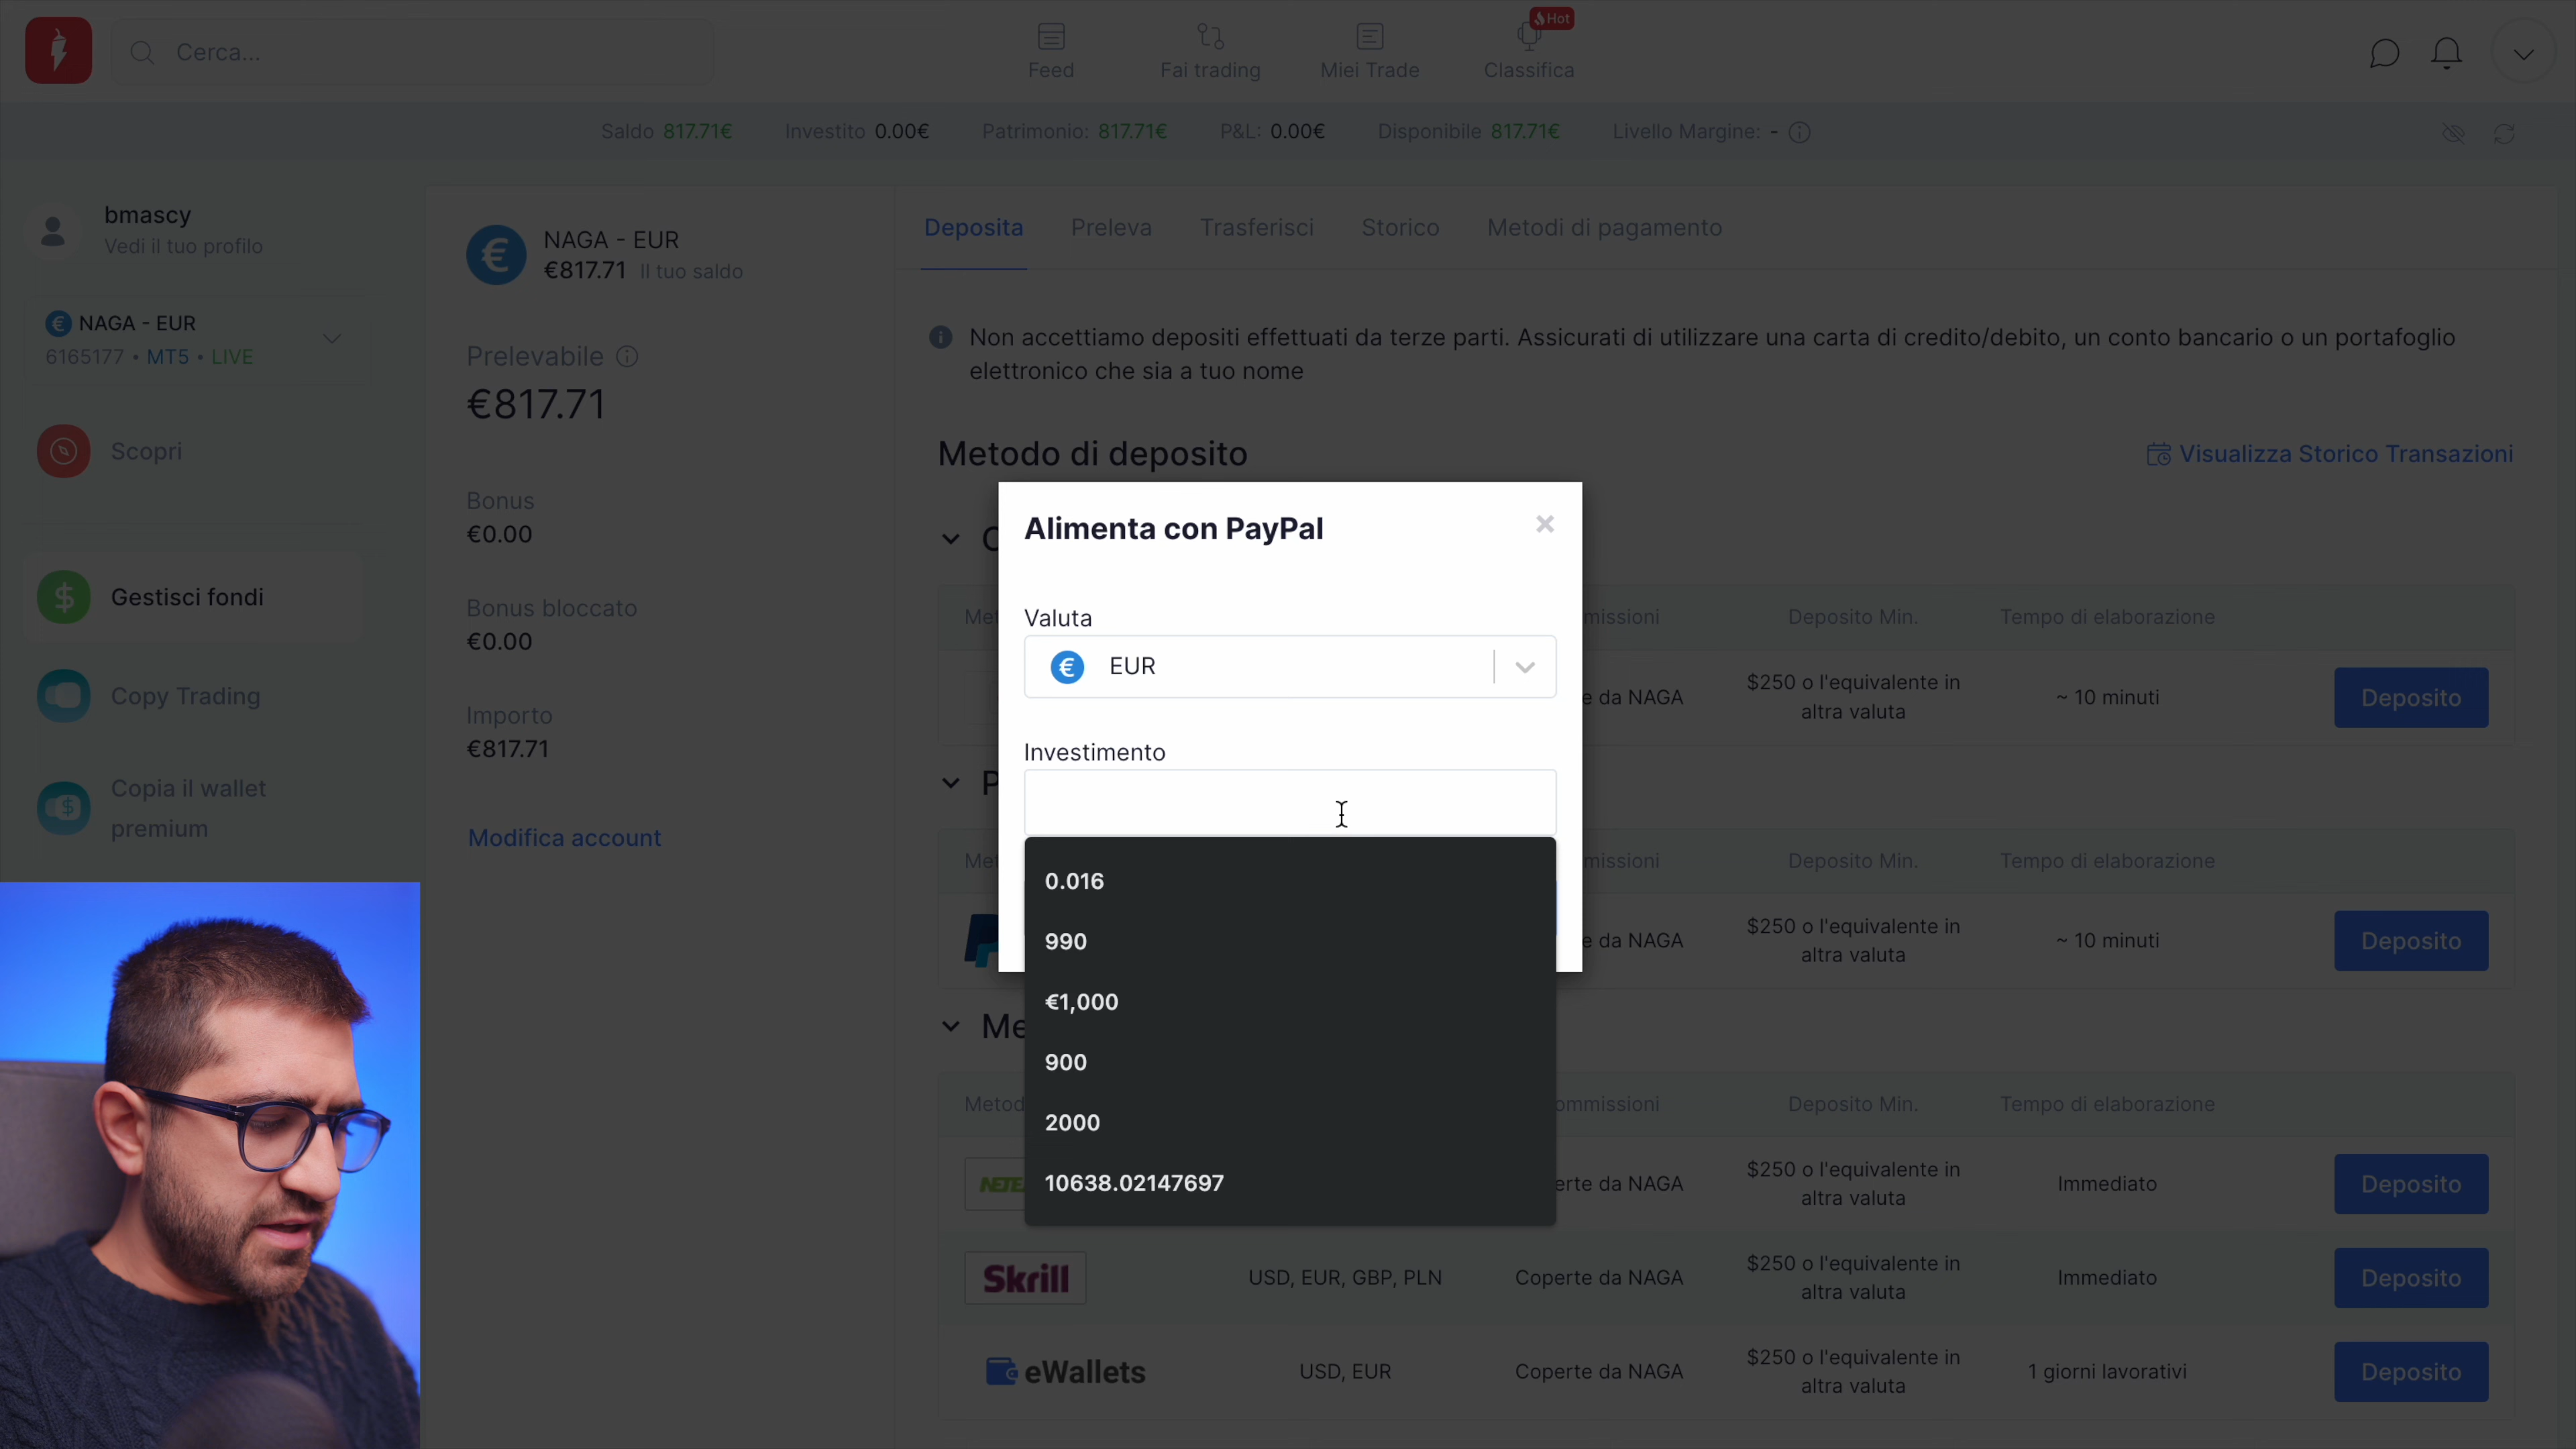 Cerca...
Feed
Fai trading
Miei Trade
Hot
Classifica
Saldo 817.71€ Investito 0.00€ Patrimonio: 817.71€ P&L: 0.00€ Disponibile 817.71€ Livello Margine: -
bmascy
Vedi il tuo profilo
NAGA - EUR
6165177 • MT5 • LIVE
Scopri
Gestisci fondi
Copy Trading
Copia il wallet
premium
NAGA - EUR
€817.71 Il tuo saldo
Prelevabile
€817.71
Bonus
€0.00
Bonus bloccato
€0.00
Importo
€817.71
Modifica account
Deposita Preleva Trasferisci Storico Metodi di pagamento
Non accettiamo depositi effettuati da terze parti. Assicurati di utilizzare una carta di credito/debito, un conto bancario o un portafoglio
elettronico che sia a tuo nome
Metodo di deposito
Visualizza Storico Transazioni
Alimenta con PayPal
Valuta
€ EUR
Investimento
0.016
990
€1,000
900
2000
10638.02147697
Deposito Min. Tempo di elaborazione
da NAGA
$250 o l'equivalente in
altra valuta
~ 10 minuti
Deposito
Deposito Min. Tempo di elaborazione
da NAGA
$250 o l'equivalente in
altra valuta
~ 10 minuti
Deposito
Deposito Min. Tempo di elaborazione
da NAGA
$250 o l'equivalente in
altra valuta
Immediato
Deposito
Skrill
USD, EUR, GBP, PLN
Coperte da NAGA
$250 o l'equivalente in
altra valuta
Immediato
Deposito
eWallets
USD, EUR
Coperte da NAGA
$250 o l'equivalente in
altra valuta
1 giorni lavorativi
Deposito